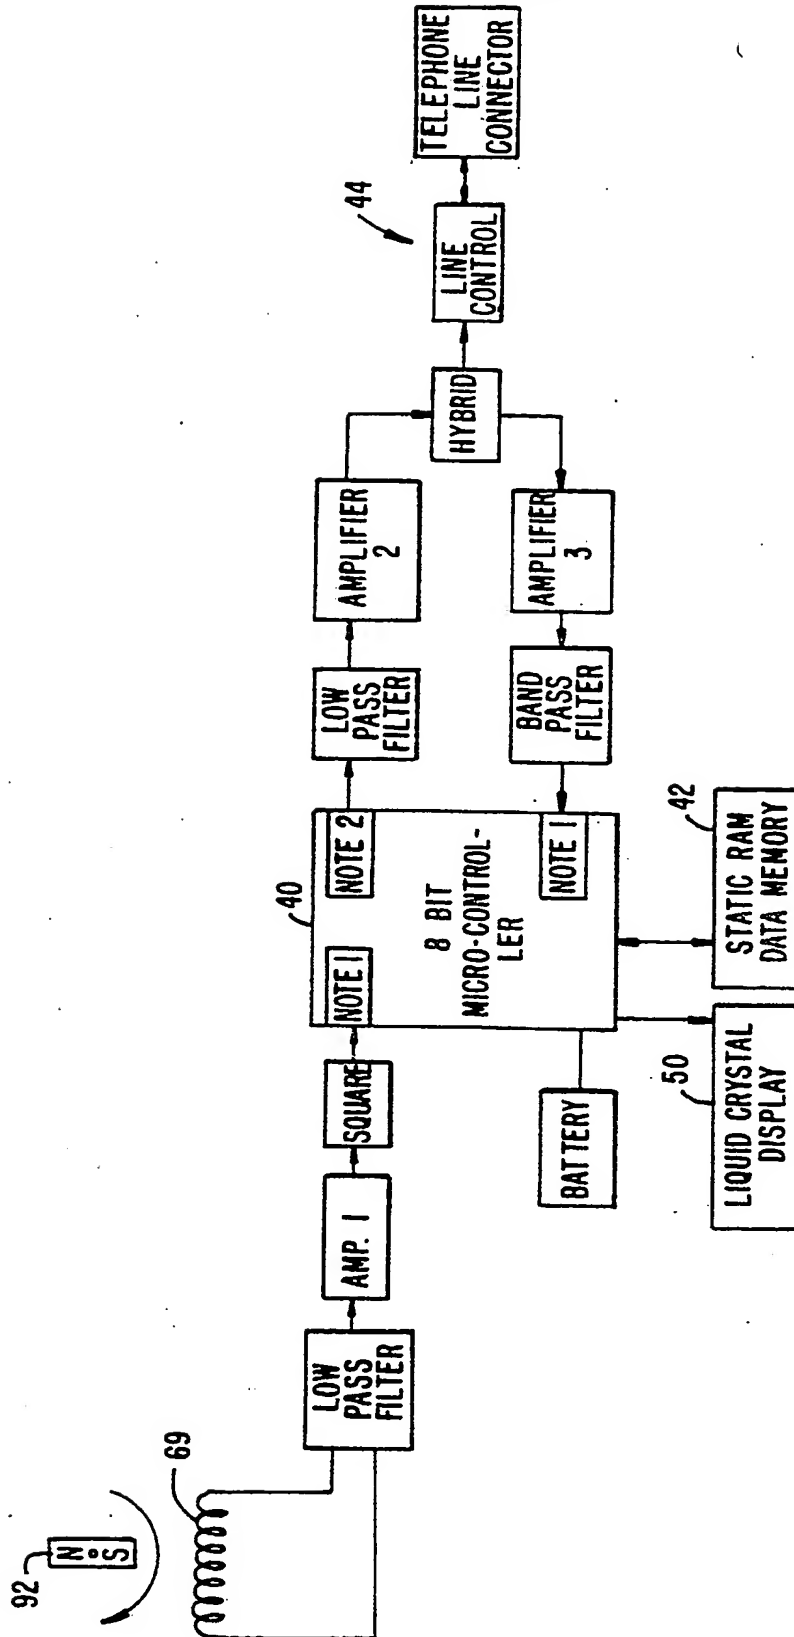 92
N
S
69
LOW
PASS
FILTER
AMP. 1
SQUARE
40
NOTE 1
NOTE 2
8 BIT
MICRO-CONTROL-
LER
NOTE 1
BATTERY
50
LIQUID CRYSTAL
DISPLAY
42
STATIC RAM
DATA MEMORY
LOW
PASS
FILTER
AMPLIFIER
2
HYBRID
AMPLIFIER
3
BAND
PASS
FILTER
44
LINE
CONTROL
TELEPHONE
LINE
CONNECTOR